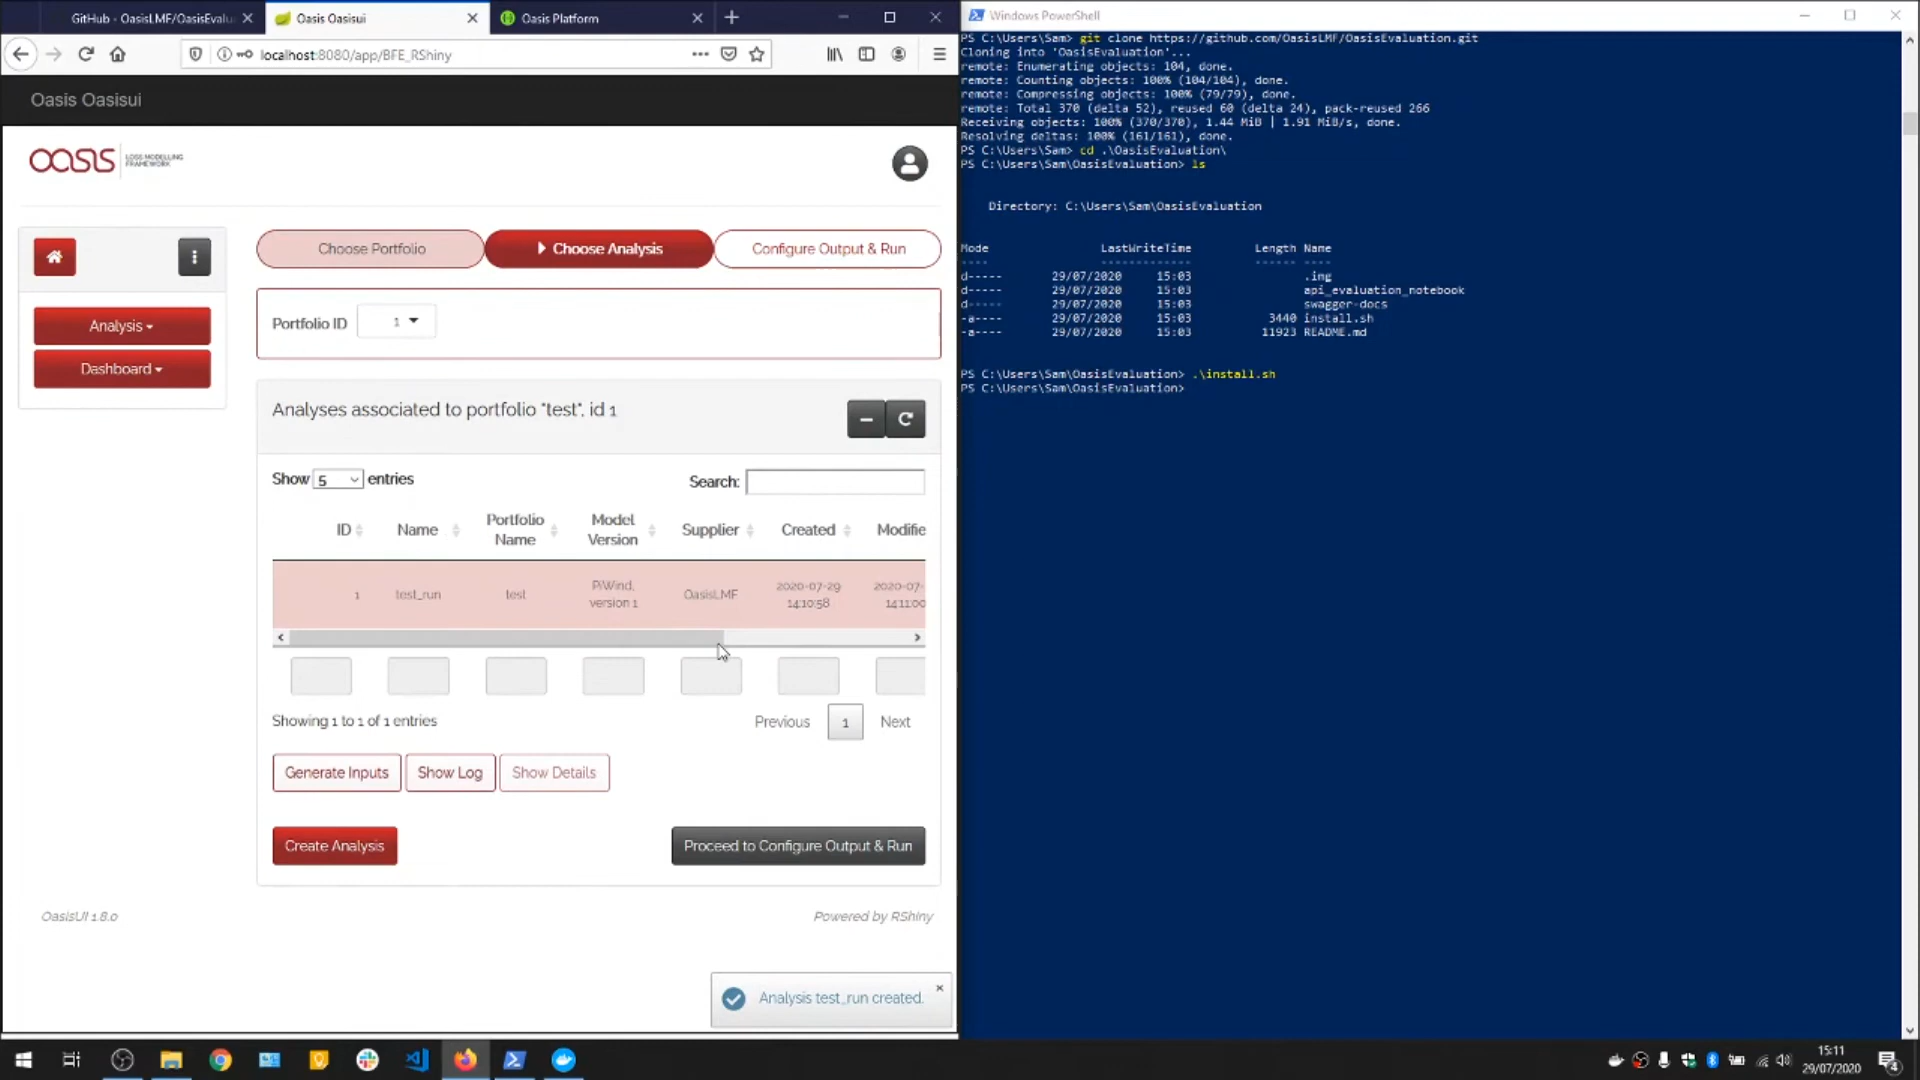 GitHub - OasisLMF/OasisEvalu
Oasis Oasisui
Oasis Platform
localhost:8080/app/BFE_RShiny
Oasis Oasisui
OASIS LOSS MODELLING
FRAMEWORK
Choose Portfolio
Choose Analysis
Configure Output & Run
Analysis
Dashboard
Portfolio ID
1
Analyses associated to portfolio "test", id 1
Show 5 entries
Search:
ID
Name
Portfolio
Name
Model
Version
Supplier
Created
Modifie
1
test_run
test
PiWind,
version 1
OasisLMF
2020-07-29
14:10:58
2020-07-
14:11:00
Showing 1 to 1 of 1 entries
Previous
1
Next
Generate Inputs
Show Log
Show Details
Create Analysis
Proceed to Configure Output & Run
OasisUI 1.8.0
Powered by RShiny
Analysis test_run created.
Windows PowerShell
PS C:\Users\Sam> git clone https://github.com/OasisLMF/OasisEvaluation.git
Cloning into 'OasisEvaluation'...
remote: Enumerating objects: 104, done.
remote: Counting objects: 100% (104/104), done.
remote: Compressing objects: 100% (79/79), done.
remote: Total 370 (delta 52), reused 60 (delta 24), pack-reused 266
Receiving objects: 100% (370/370), 1.44 MiB | 1.91 MiB/s, done.
Resolving deltas: 100% (161/161), done.
PS C:\Users\Sam> cd .\OasisEvaluation\
PS C:\Users\Sam\OasisEvaluation> ls
Directory: C:\Users\Sam\OasisEvaluation
Mode LastWriteTime Length Name
---- ------------- ------ ----
d----- 29/07/2020 15:03 .img
d----- 29/07/2020 15:03 api_evaluation_notebook
d----- 29/07/2020 15:03 swagger-docs
-a---- 29/07/2020 15:03 3440 install.sh
-a---- 29/07/2020 15:03 11923 README.md
PS C:\Users\Sam\OasisEvaluation> .\install.sh
PS C:\Users\Sam\OasisEvaluation>
15:11
29/07/2020
4